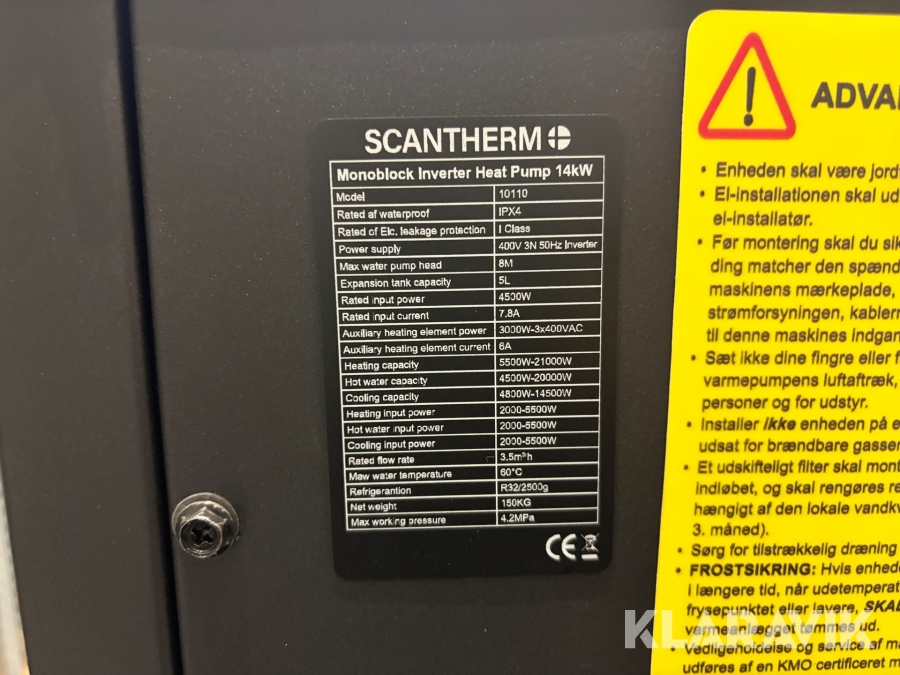 SCANTHERM
Monoblock Inverter Heat Pump 14kW
Model 10110
Rated af waterproof IPX4
Rated of Elc. leakage protection I Class
Power supply 400V 3N 50Hz Inverter
Max water pump head 8M
Expansion tank capacity 5L
Rated input power 4500W
Rated input current 7.8A
Auxiliary heating element power 3000W-3x400VAC
Auxiliary heating element current 6A
Heating capacity 5500W-21000W
Hot water capacity 4500W-20000W
Cooling capacity 4800W-14500W
Heating input power 2000-5500W
Hot water input power 2000-5500W
Cooling input power 2000-5500W
Rated flow rate 3.5m³h
Maw water temperature 60°C
Refrigerantion R32/2500g
Net weight 150KG
Max working pressure 4.2MPa
CE
ADVA
• Enheden skal være jord
• El-installationen skal ud
el-installatør.
• Før montering skal du sik
ding matcher den spænd
maskinens mærkeplade,
strømforsyningen, kablern
til denne maskines indgan
• Sæt ikke dine fingre eller f
varmepumpens luftaftræk,
personer og for udstyr.
• Installer ikke enheden på e
udsat for brændbare gasser
• Et udskifteligt filter skal mont
indløbet, og skal rengøres re
hængigt af den lokale vandkv
3. måned).
• Sørg for tilstrækkelig dræning
• FROSTSIKRING: Hvis enhede
i længere tid, når udetemperat
frysepunktet eller lavere, SKAL
varmeanlægget tømmes ud.
• Vedligeholdelse og service af ma
udføres af en KMO certificeret m
KLARAVIK